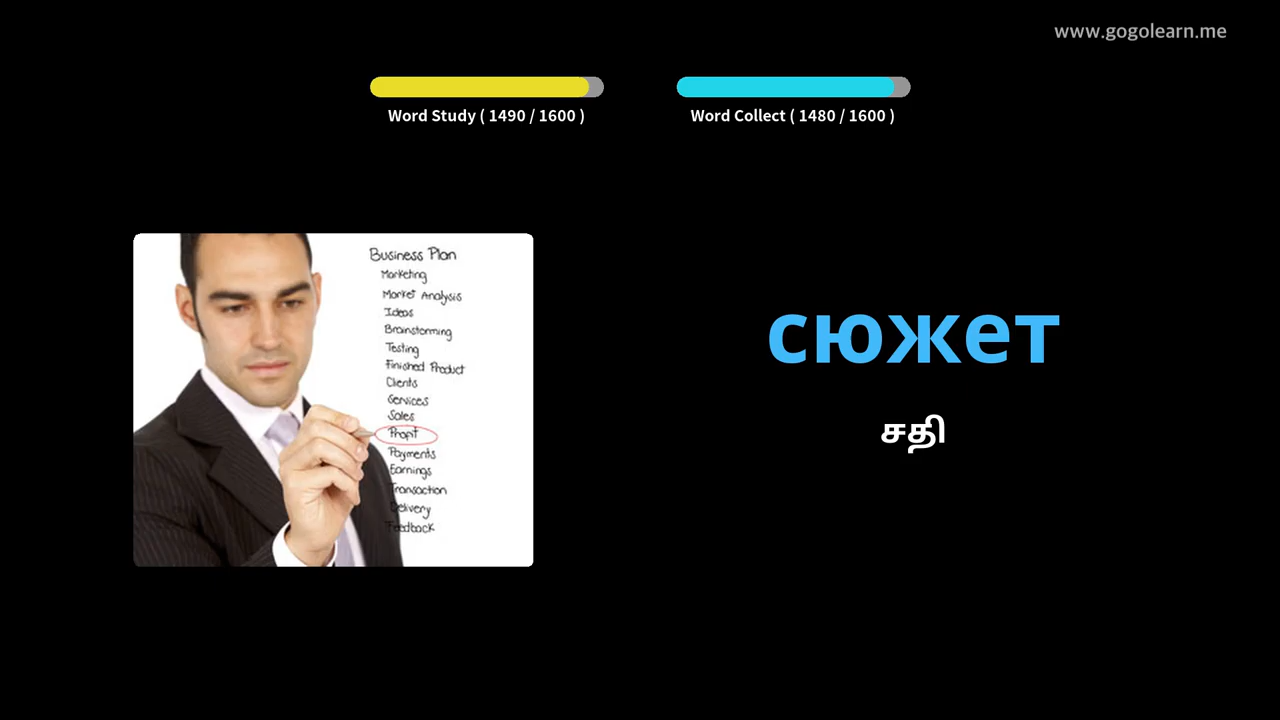 www.gogolearn.me
Word Study ( 1490 / 1600 )
Word Collect ( 1480 / 1600 )
Business Plan
Marketing
Market Analysis
Ideas
Brainstorming
Testing
Finished Product
Clients
Services
Sales
Profit
Payments
Earnings
Transaction
Delivery
Feedback
сюжет
சதி